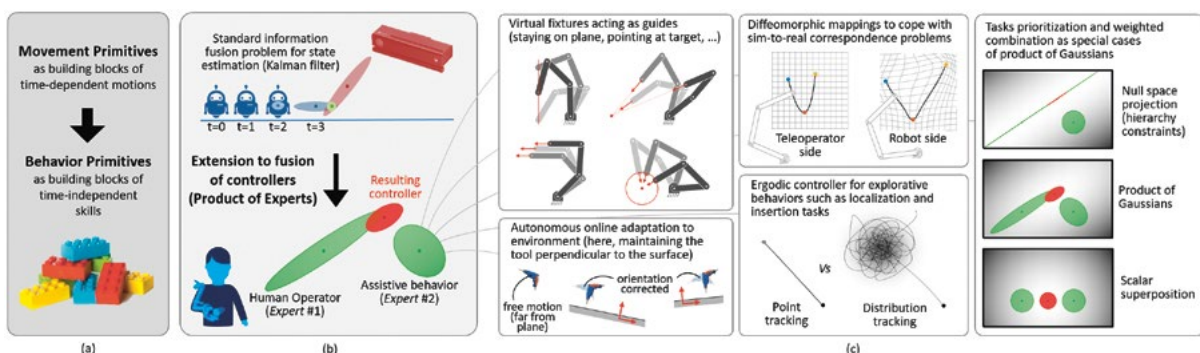 Movement Primitives
as building blocks of
time-dependent motions
Behavior Primitives
as building blocks of
time-independent
skills
(a)
Standard information
fusion problem for state
estimation (Kalman filter)
t=0
t=1
t=2
t=3
Extension to fusion
of controllers
(Product of Experts)
Resulting
controller
Human Operator
(Expert #1)
Assistive behavior
(Expert #2)
(b)
Virtual fixtures acting as guides
(staying on plane, pointing at target, ...)
Autonomous online adaptation to
environment (here, maintaining the
tool perpendicular to the surface)
free motion
(far from
plane)
orientation
corrected
Diffeomorphic mappings to cope with
sim-to-real correspondence problems
Teleoperator
side
Robot side
Ergodic controller for explorative
behaviors such as localization and
insertion tasks
Vs
Point
tracking
Distribution
tracking
Tasks prioritization and weighted
combination as special cases
of product of Gaussians
Null space
projection
(hierarchy
constraints)
Product of
Gaussians
Scalar
superposition
(c)